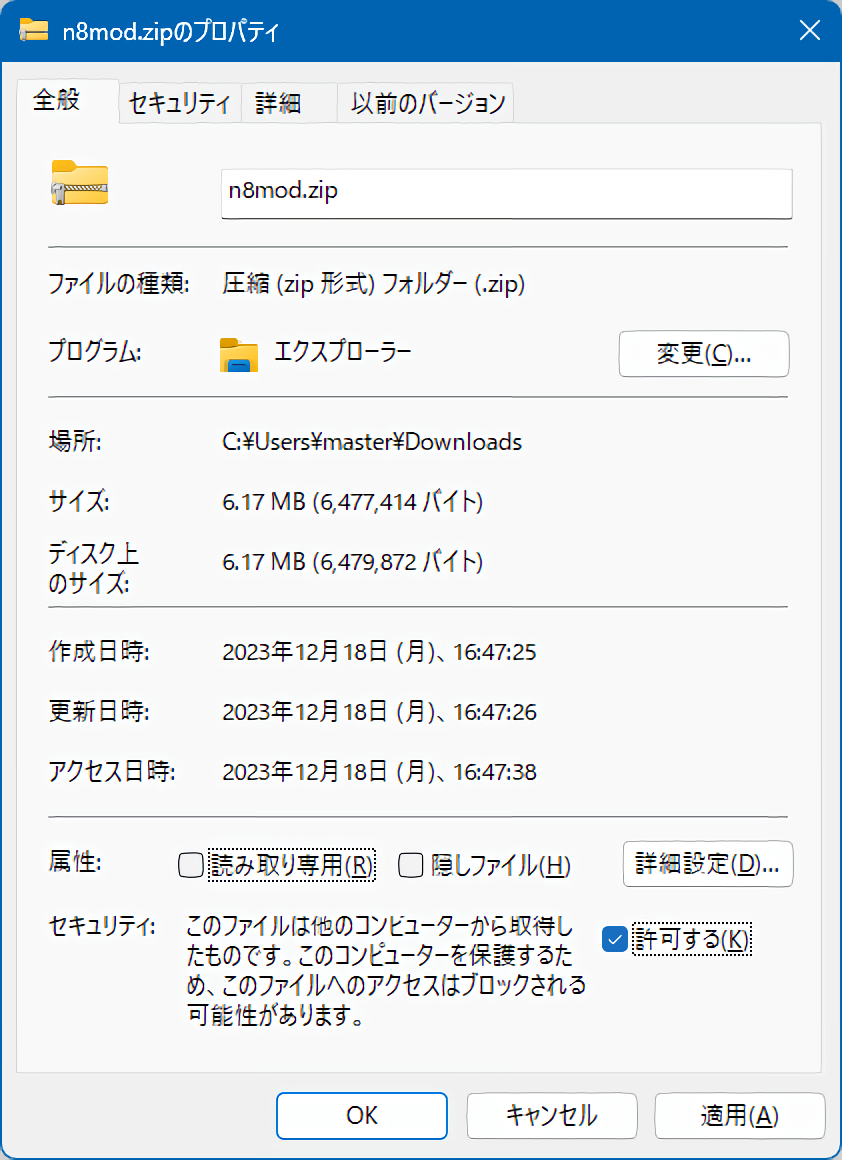 n8mod.zipのプロパティ
全般 セキュリティ 詳細 以前のバージョン
n8mod.zip
ファイルの種類: 圧縮 (zip 形式) フォルダー (.zip)
プログラム: エクスプローラー 変更(C)...
場所: C:¥Users¥master¥Downloads
サイズ: 6.17 MB (6,477,414 バイト)
ディスク上
のサイズ: 6.17 MB (6,479,872 バイト)
作成日時: 2023年12月18日 (月)、16:47:25
更新日時: 2023年12月18日 (月)、16:47:26
アクセス日時: 2023年12月18日 (月)、16:47:38
属性: 読み取り専用(R) 隠しファイル(H) 詳細設定(D)...
セキュリティ: このファイルは他のコンピューターから取得し
たものです。このコンピューターを保護するた 許可する(K)
め、このファイルへのアクセスはブロックされる
可能性があります。
OK キャンセル 適用(A)